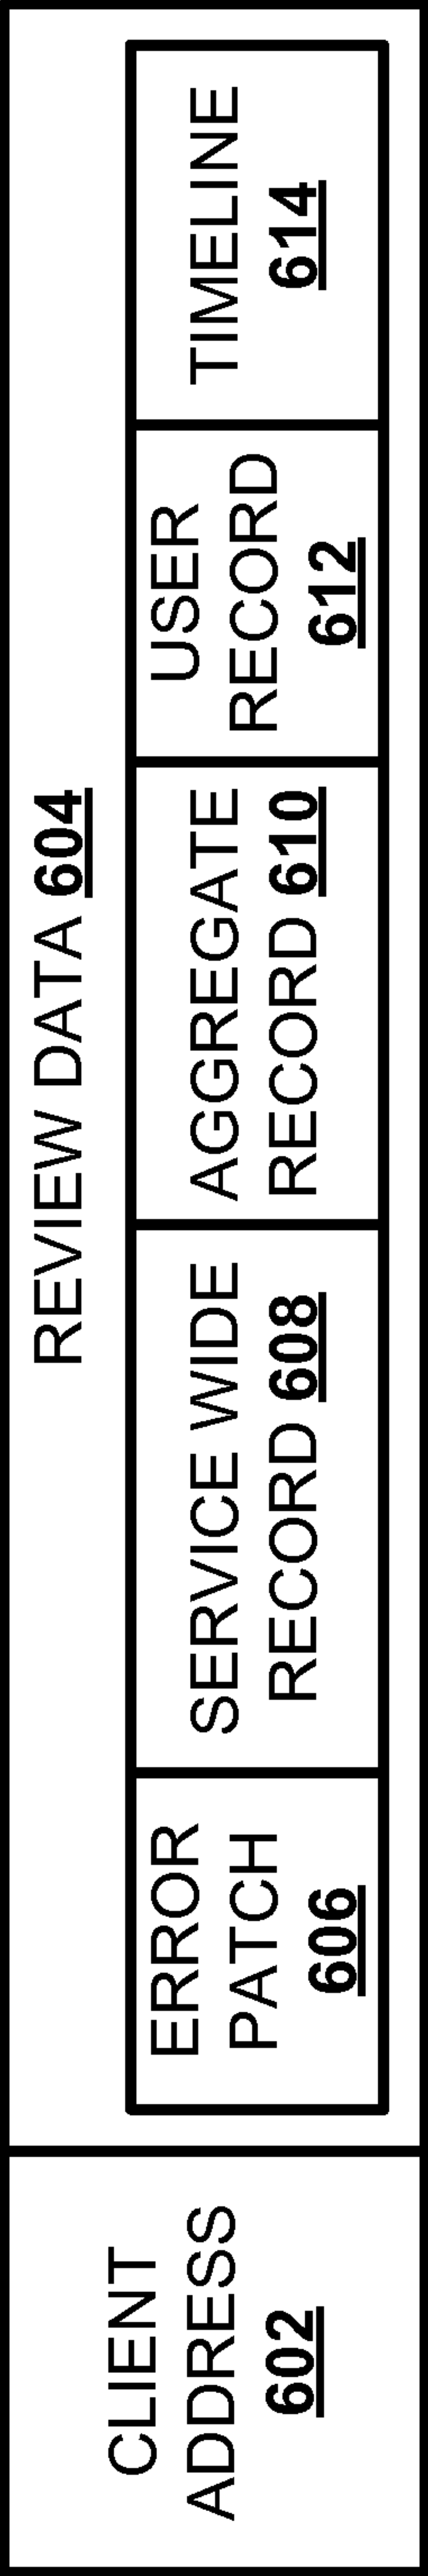 CLIENT
ADDRESS
602
REVIEW DATA 604
ERROR
PATCH
606
SERVICE WIDE
RECORD 608
AGGREGATE
RECORD 610
USER
RECORD
612
TIMELINE
614